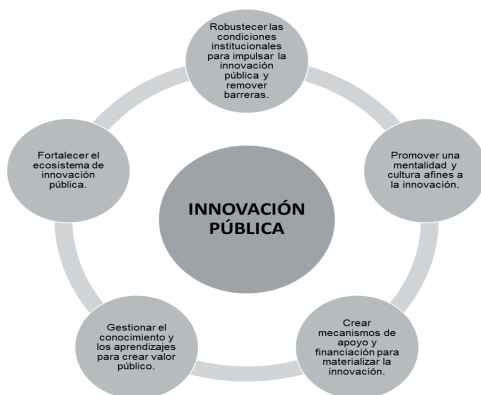 Robustecer las
condiciones
institucionales
para impulsar la
innovación
pública y
remover
barreras.
Promover una
mentalidad y
cultura afines a
la innovación.
Crear
mecanismos de
apoyo y
financiación para
materializar la
innovación.
Gestionar el
conocimiento y
los aprendizajes
para crear valor
público.
Fortalecer el
ecosistema de
innovación
pública.
INNOVACIÓN
PÚBLICA